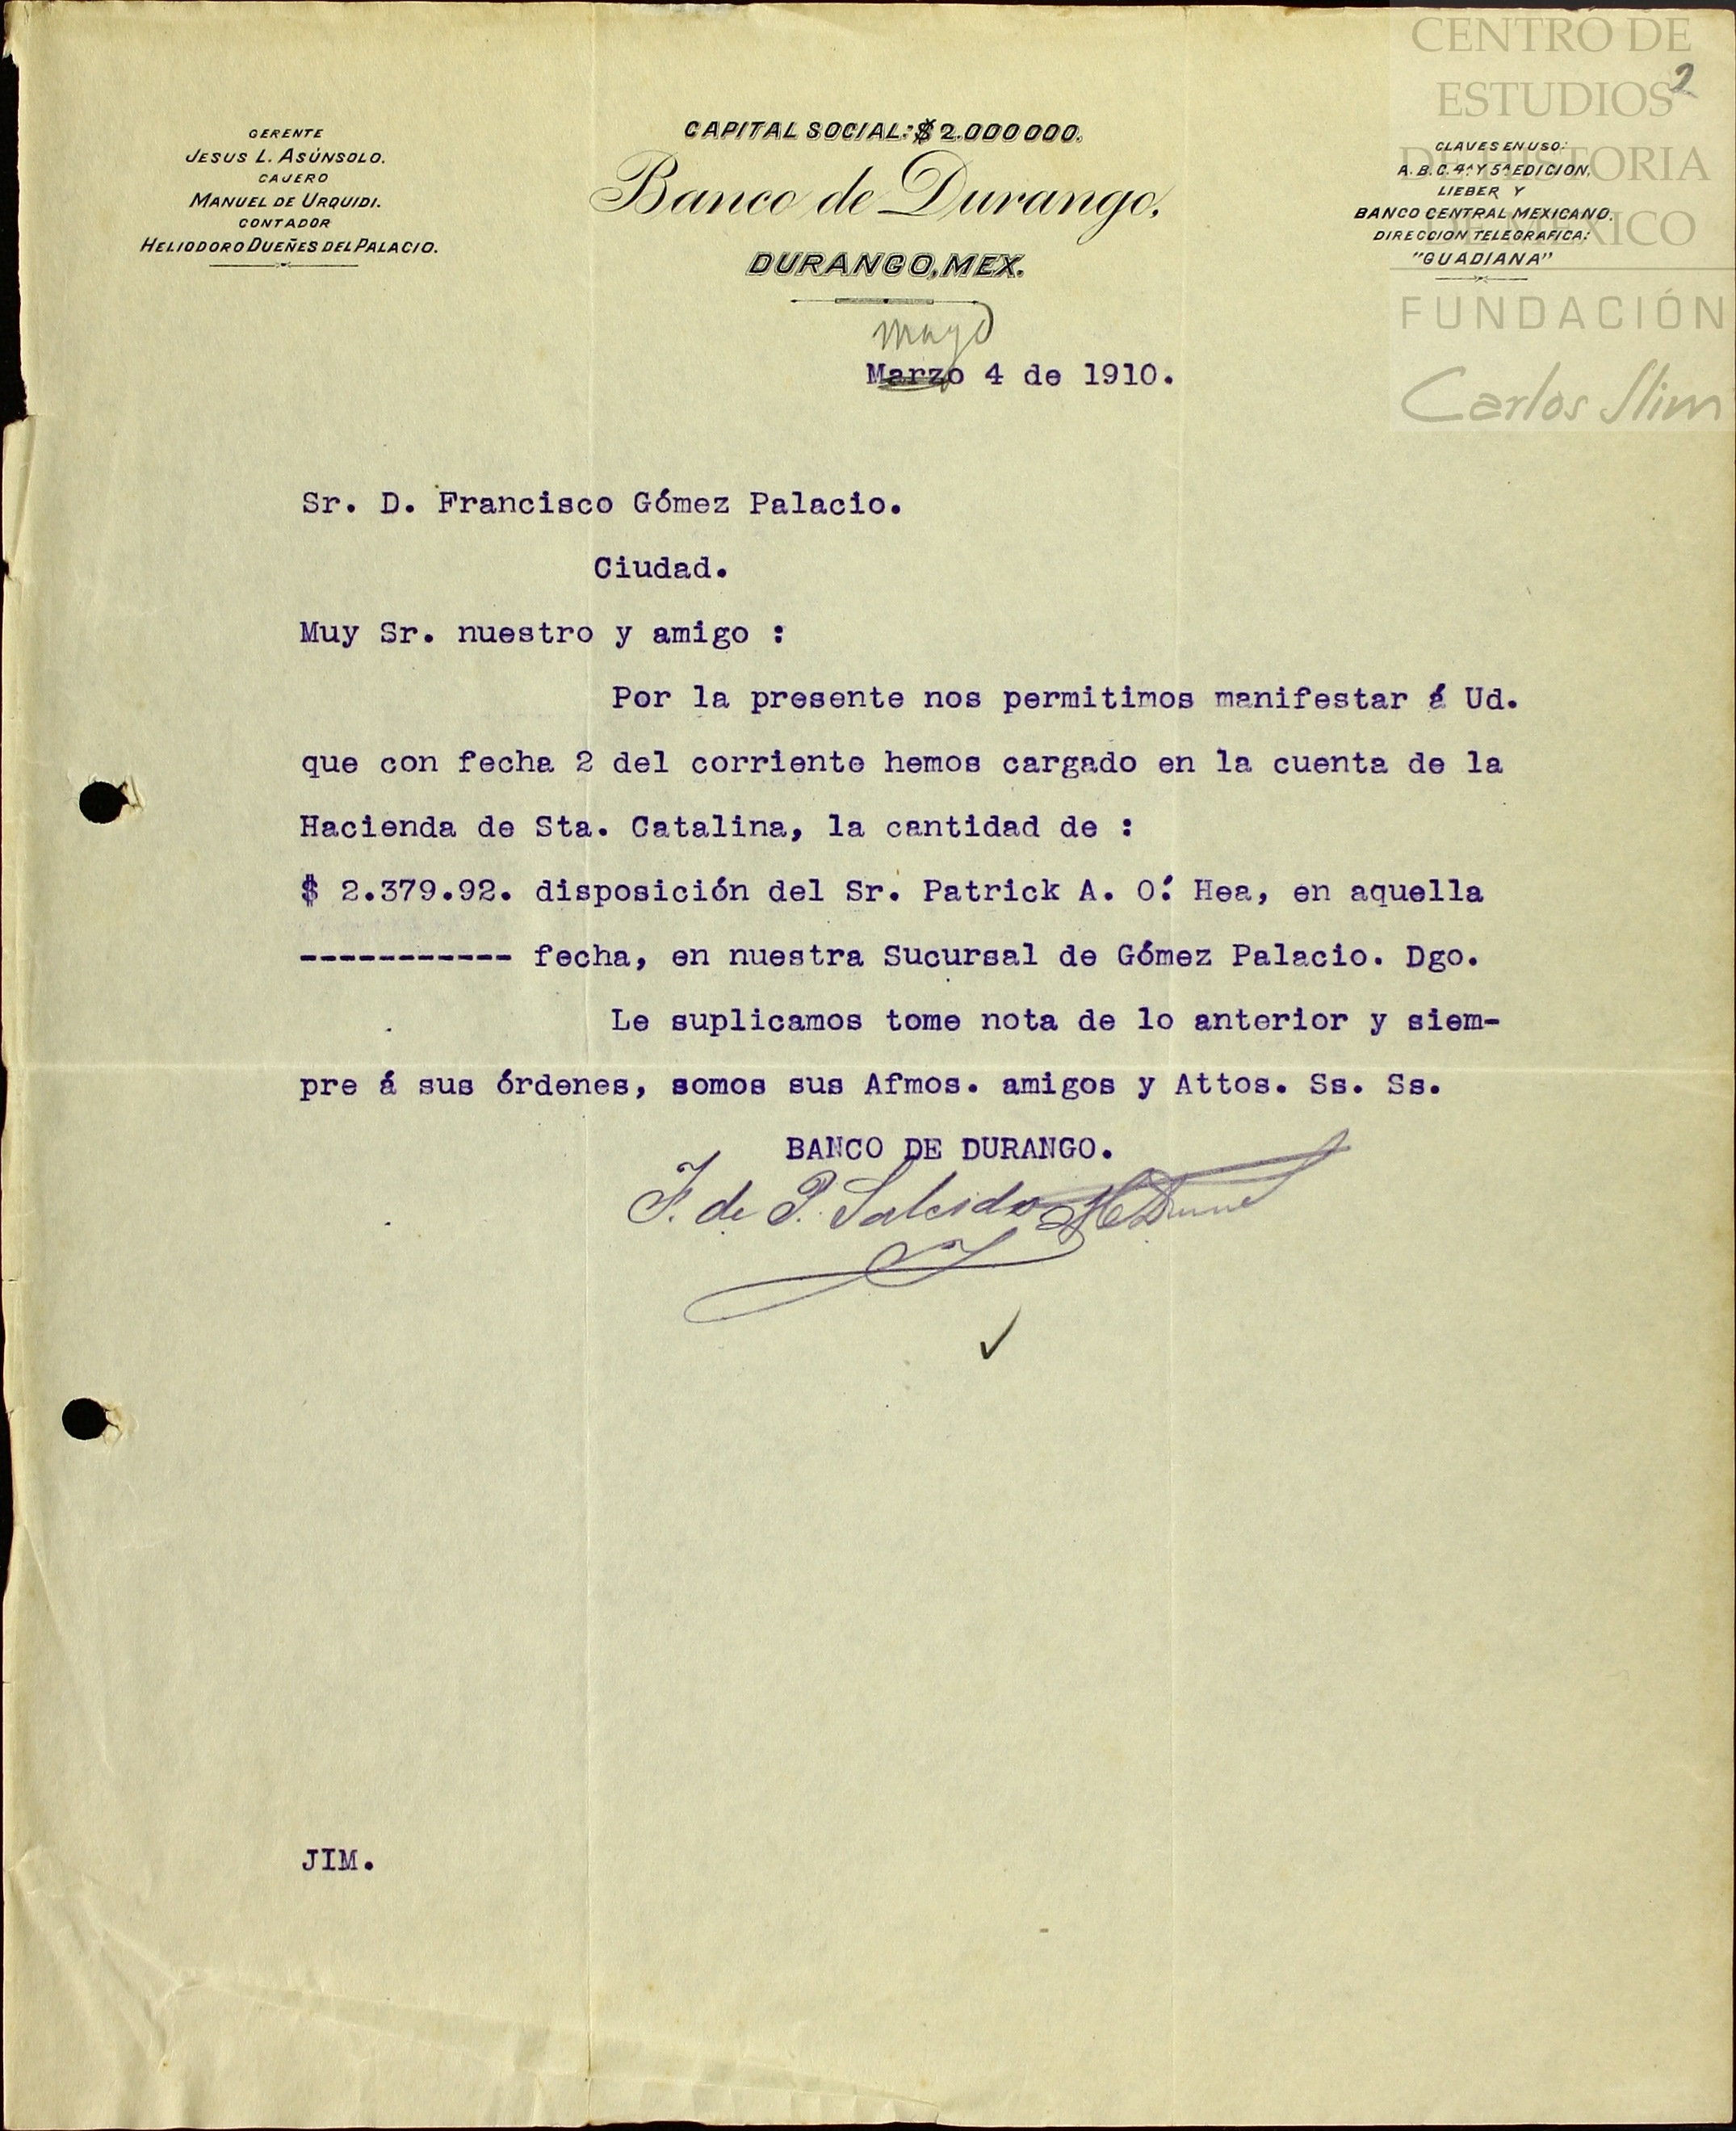 CENTRO DE
ESTUDIOS
DE HISTORIA
DE MÉXICO
FUNDACIÓN
Carlos Slim
2
GERENTE
JESUS L. ASÚNSOLO.
CAJERO
MANUEL DE URQUIDI.
CONTADOR
HELIODORO DUEÑES DEL PALACIO.
CAPITAL SOCIAL: $ 2.000000.
Banco de Durango,
DURANGO, MEX.
CLAVES EN USO:
A. B. C. 4ª Y 5ª EDICION,
LIEBER Y
BANCO CENTRAL MEXICANO.
DIRECCION TELEGRAFICA:
"GUADIANA"
mayo
Marzo 4 de 1910.
Sr. D. Francisco Gómez Palacio.
Ciudad.
Muy Sr. nuestro y amigo :
Por la presente nos permitimos manifestar á Ud.
que con fecha 2 del corriente hemos cargado en la cuenta de la
Hacienda de Sta. Catalina, la cantidad de :
$ 2.379.92. disposición del Sr. Patrick A. O.' Hea, en aquella
----------- fecha, en nuestra Sucursal de Gómez Palacio. Dgo.
Le suplicamos tome nota de lo anterior y siem-
pre á sus órdenes, somos sus Afmos. amigos y Attos. Ss. Ss.
BANCO DE DURANGO.
F. de P. Salcido
JIM.